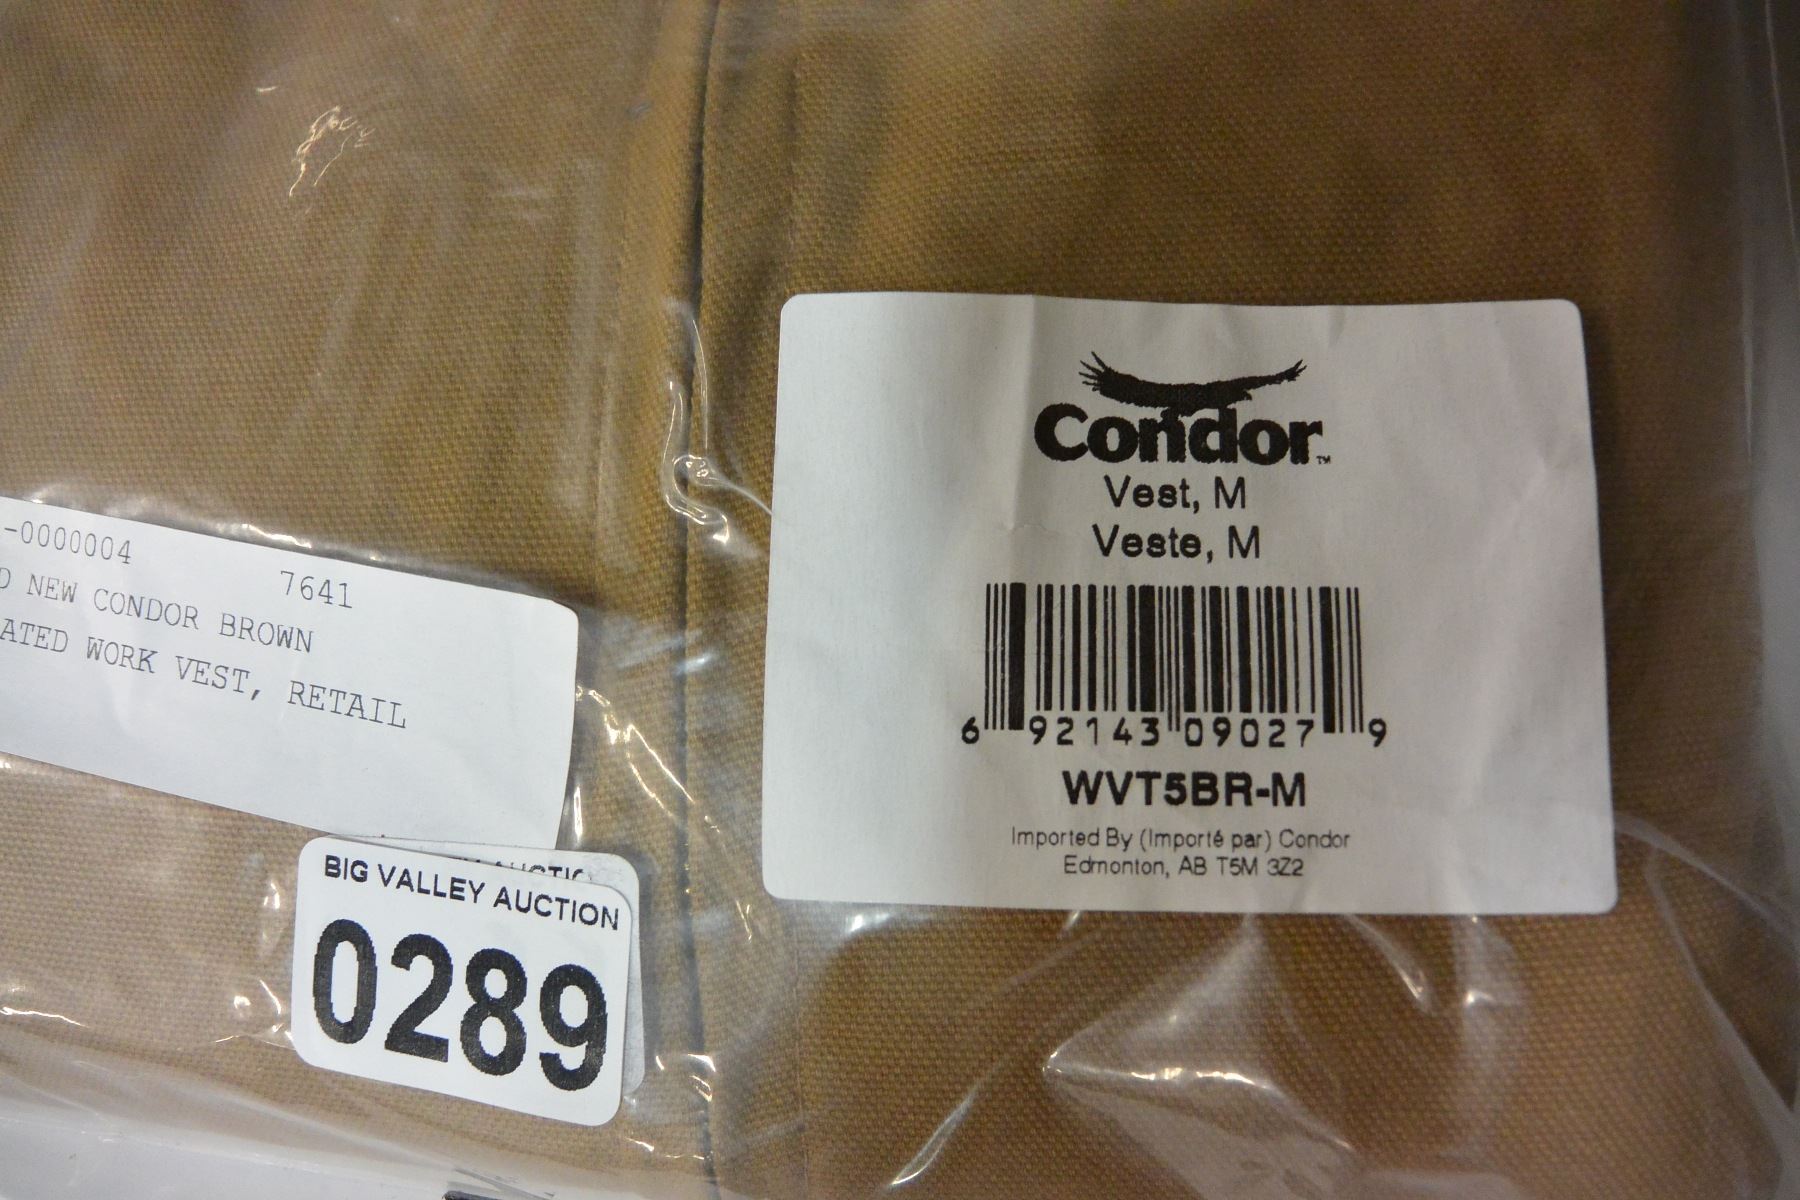 -0000004 7641
NEW CONDOR BROWN
ATED WORK VEST, RETAIL
BIG VALLEY AUCTION
0289
Condor™
Vest, M
Veste, M
6 92143 09027 9
WVT5BR-M
Imported By (Importé par) Condor
Edmonton, AB T5M 3Z2